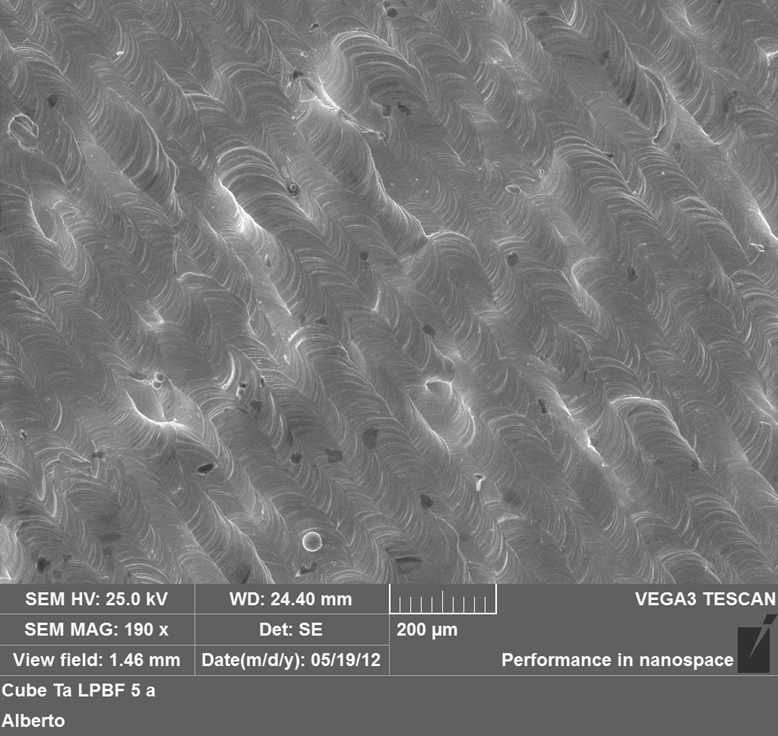 SEM HV: 25.0 kV WD: 24.40 mm VEGA3 TESCAN
SEM MAG: 190 x Det: SE 200 µm
View field: 1.46 mm Date(m/d/y): 05/19/12 Performance in nanospace
Cube Ta LPBF 5 a
Alberto